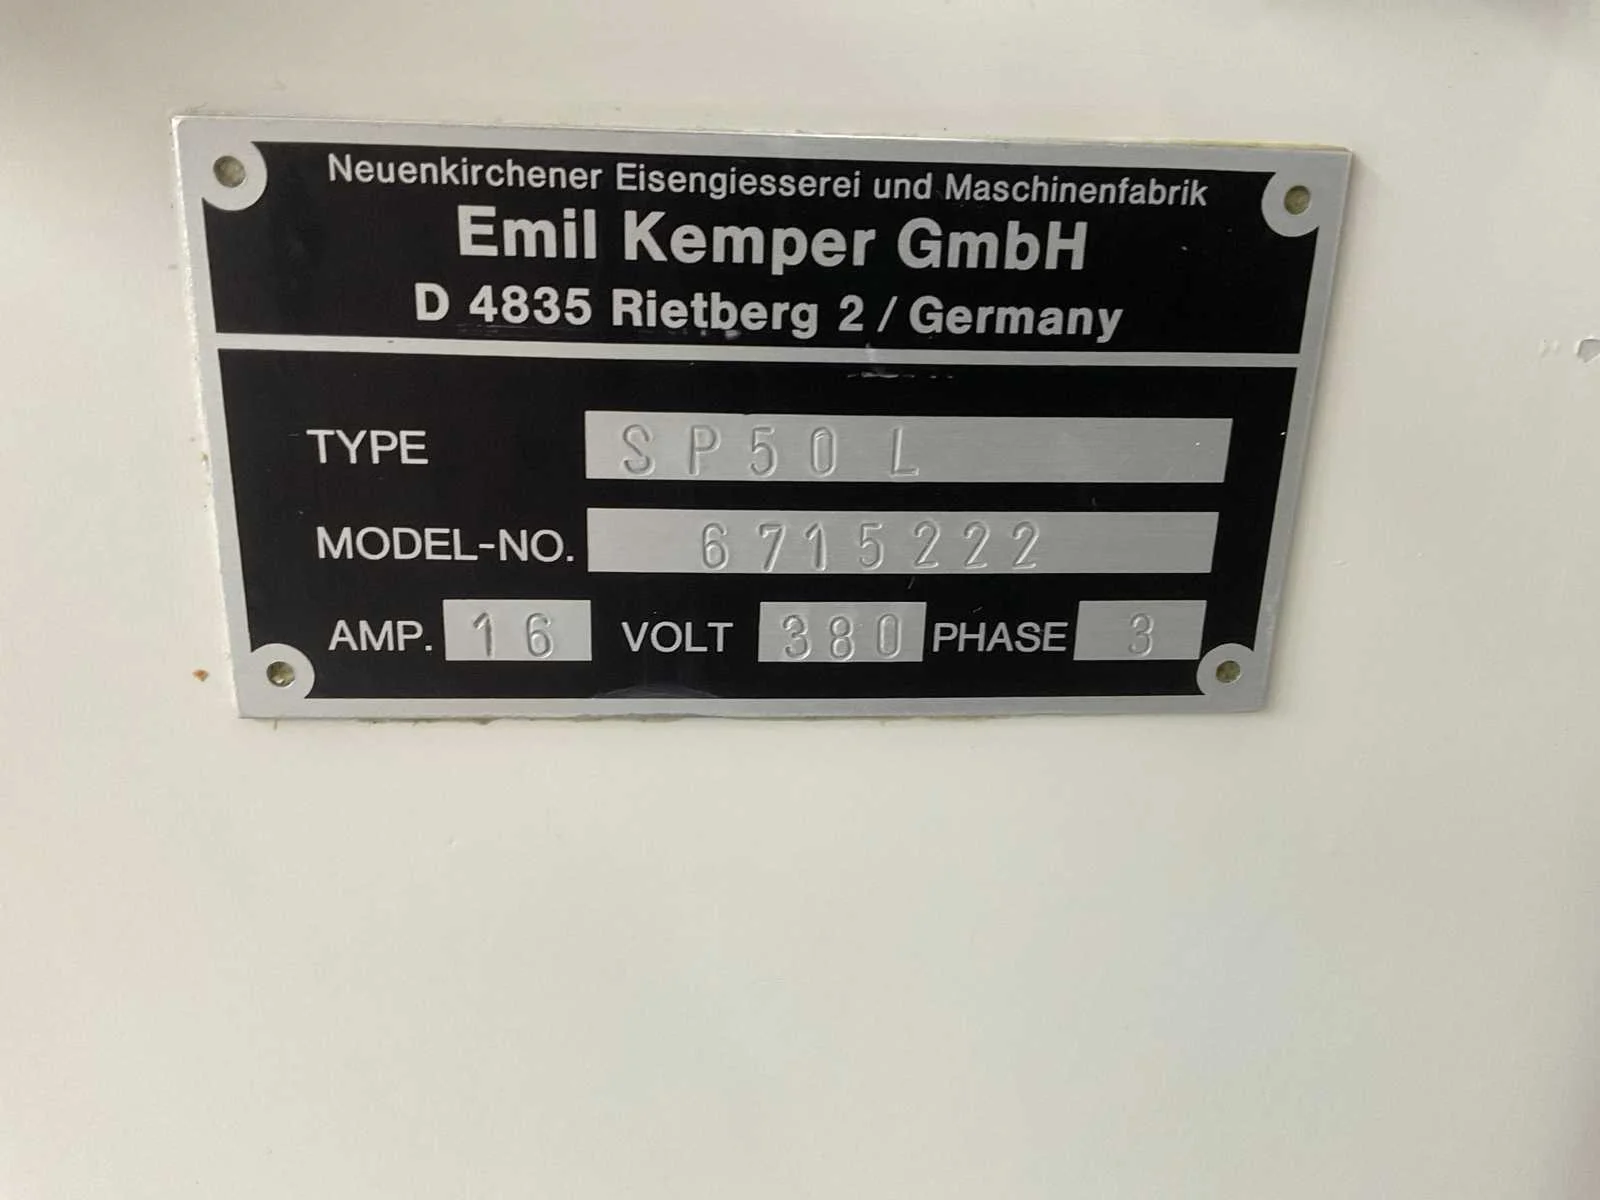 Neuenkirchener Eisengiesserei und Maschinenfabrik
Emil Kemper GmbH
D 4835 Rietberg 2 / Germany
TYPE SP50 L
MODEL-NO. 6715222
AMP. 16 VOLT 380 PHASE 3